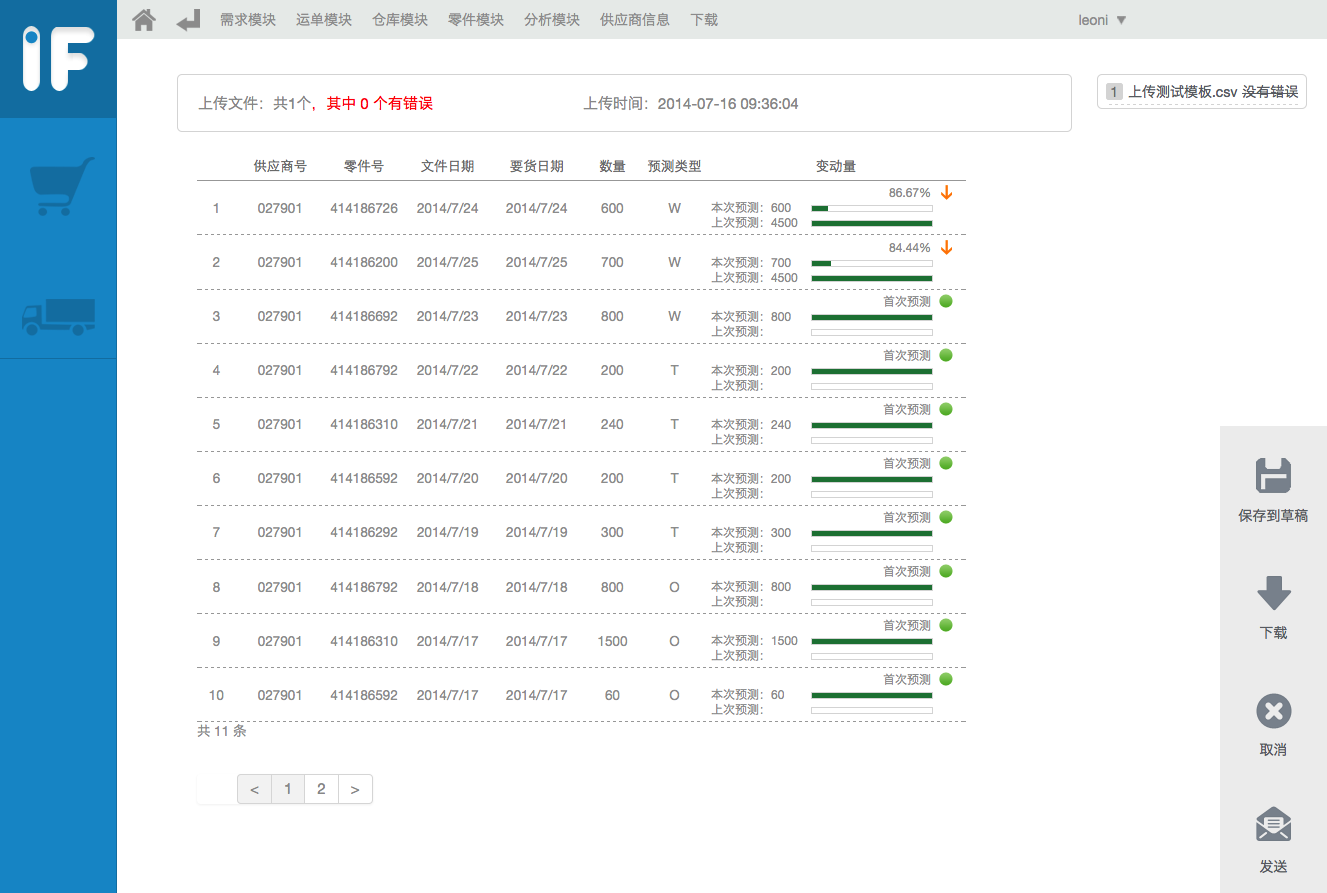 iF
需求模块 运单模块 仓库模块 零件模块 分析模块 供应商信息 下载 leoni ▼
上传文件：共1个，其中 0 个有错误 上传时间：2014-07-16 09:36:04
1 上传测试模板.csv 没有错误
供应商号 零件号 文件日期 要货日期 数量 预测类型 变动量
86.67%
1 027901 414186726 2014/7/24 2014/7/24 600 W 本次预测：600
上次预测：4500
84.44%
2 027901 414186200 2014/7/25 2014/7/25 700 W 本次预测：700
上次预测：4500
首次预测
3 027901 414186692 2014/7/23 2014/7/23 800 W 本次预测：800
上次预测：
首次预测
4 027901 414186792 2014/7/22 2014/7/22 200 T 本次预测：200
上次预测：
首次预测
5 027901 414186310 2014/7/21 2014/7/21 240 T 本次预测：240
上次预测：
首次预测
6 027901 414186592 2014/7/20 2014/7/20 200 T 本次预测：200
上次预测：
首次预测
7 027901 414186292 2014/7/19 2014/7/19 300 T 本次预测：300
上次预测：
首次预测
8 027901 414186792 2014/7/18 2014/7/18 800 O 本次预测：800
上次预测：
首次预测
9 027901 414186310 2014/7/17 2014/7/17 1500 O 本次预测：1500
上次预测：
首次预测
10 027901 414186592 2014/7/17 2014/7/17 60 O 本次预测：60
上次预测：
共 11 条
< 1 2 >
保存到草稿
下载
取消
发送